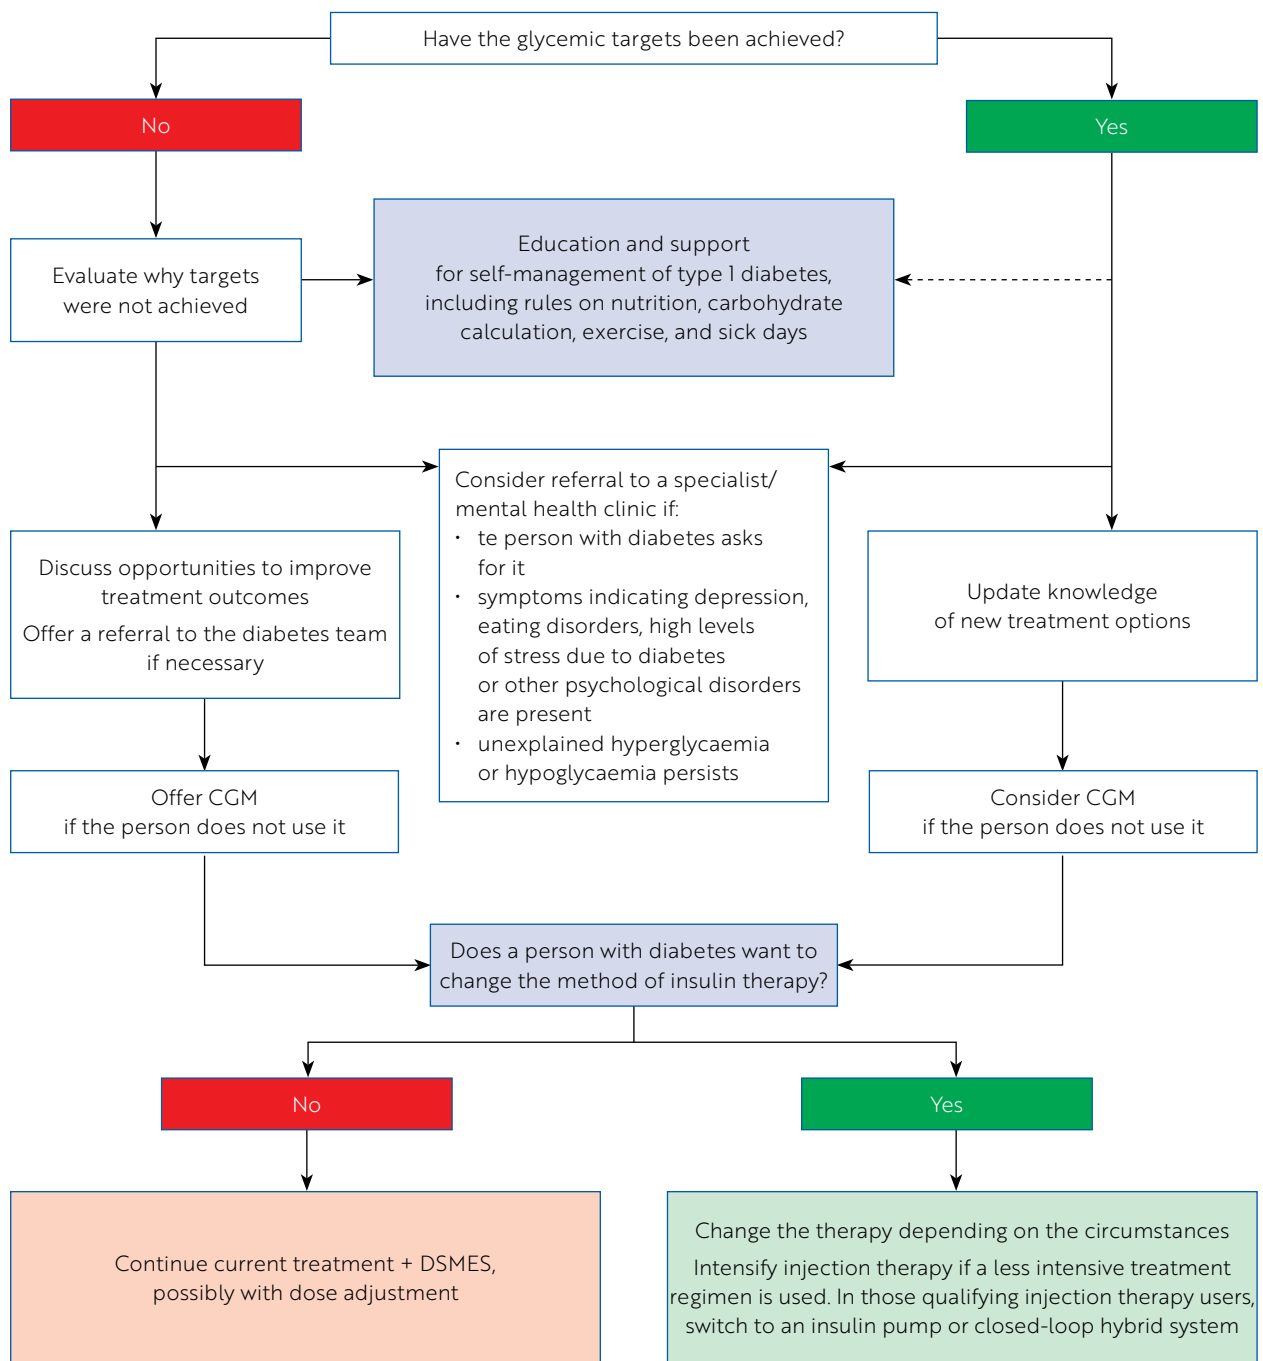 Have the glycemic targets been achieved?
No
Yes
Evaluate why targets
were not achieved
Education and support
for self-management of type 1 diabetes,
including rules on nutrition, carbohydrate
calculation, exercise, and sick days
Consider referral to a specialist/
mental health clinic if:
• te person with diabetes asks
for it
• symptoms indicating depression,
eating disorders, high levels
of stress due to diabetes
or other psychological disorders
are present
• unexplained hyperglycaemia
or hypoglycaemia persists
Discuss opportunities to improve
treatment outcomes
Offer a referral to the diabetes team
if necessary
Update knowledge
of new treatment options
Offer CGM
if the person does not use it
Consider CGM
if the person does not use it
Does a person with diabetes want to
change the method of insulin therapy?
No
Yes
Continue current treatment + DSMES,
possibly with dose adjustment
Change the therapy depending on the circumstances
Intensify injection therapy if a less intensive treatment
regimen is used. In those qualifying injection therapy users,
switch to an insulin pump or closed-loop hybrid system